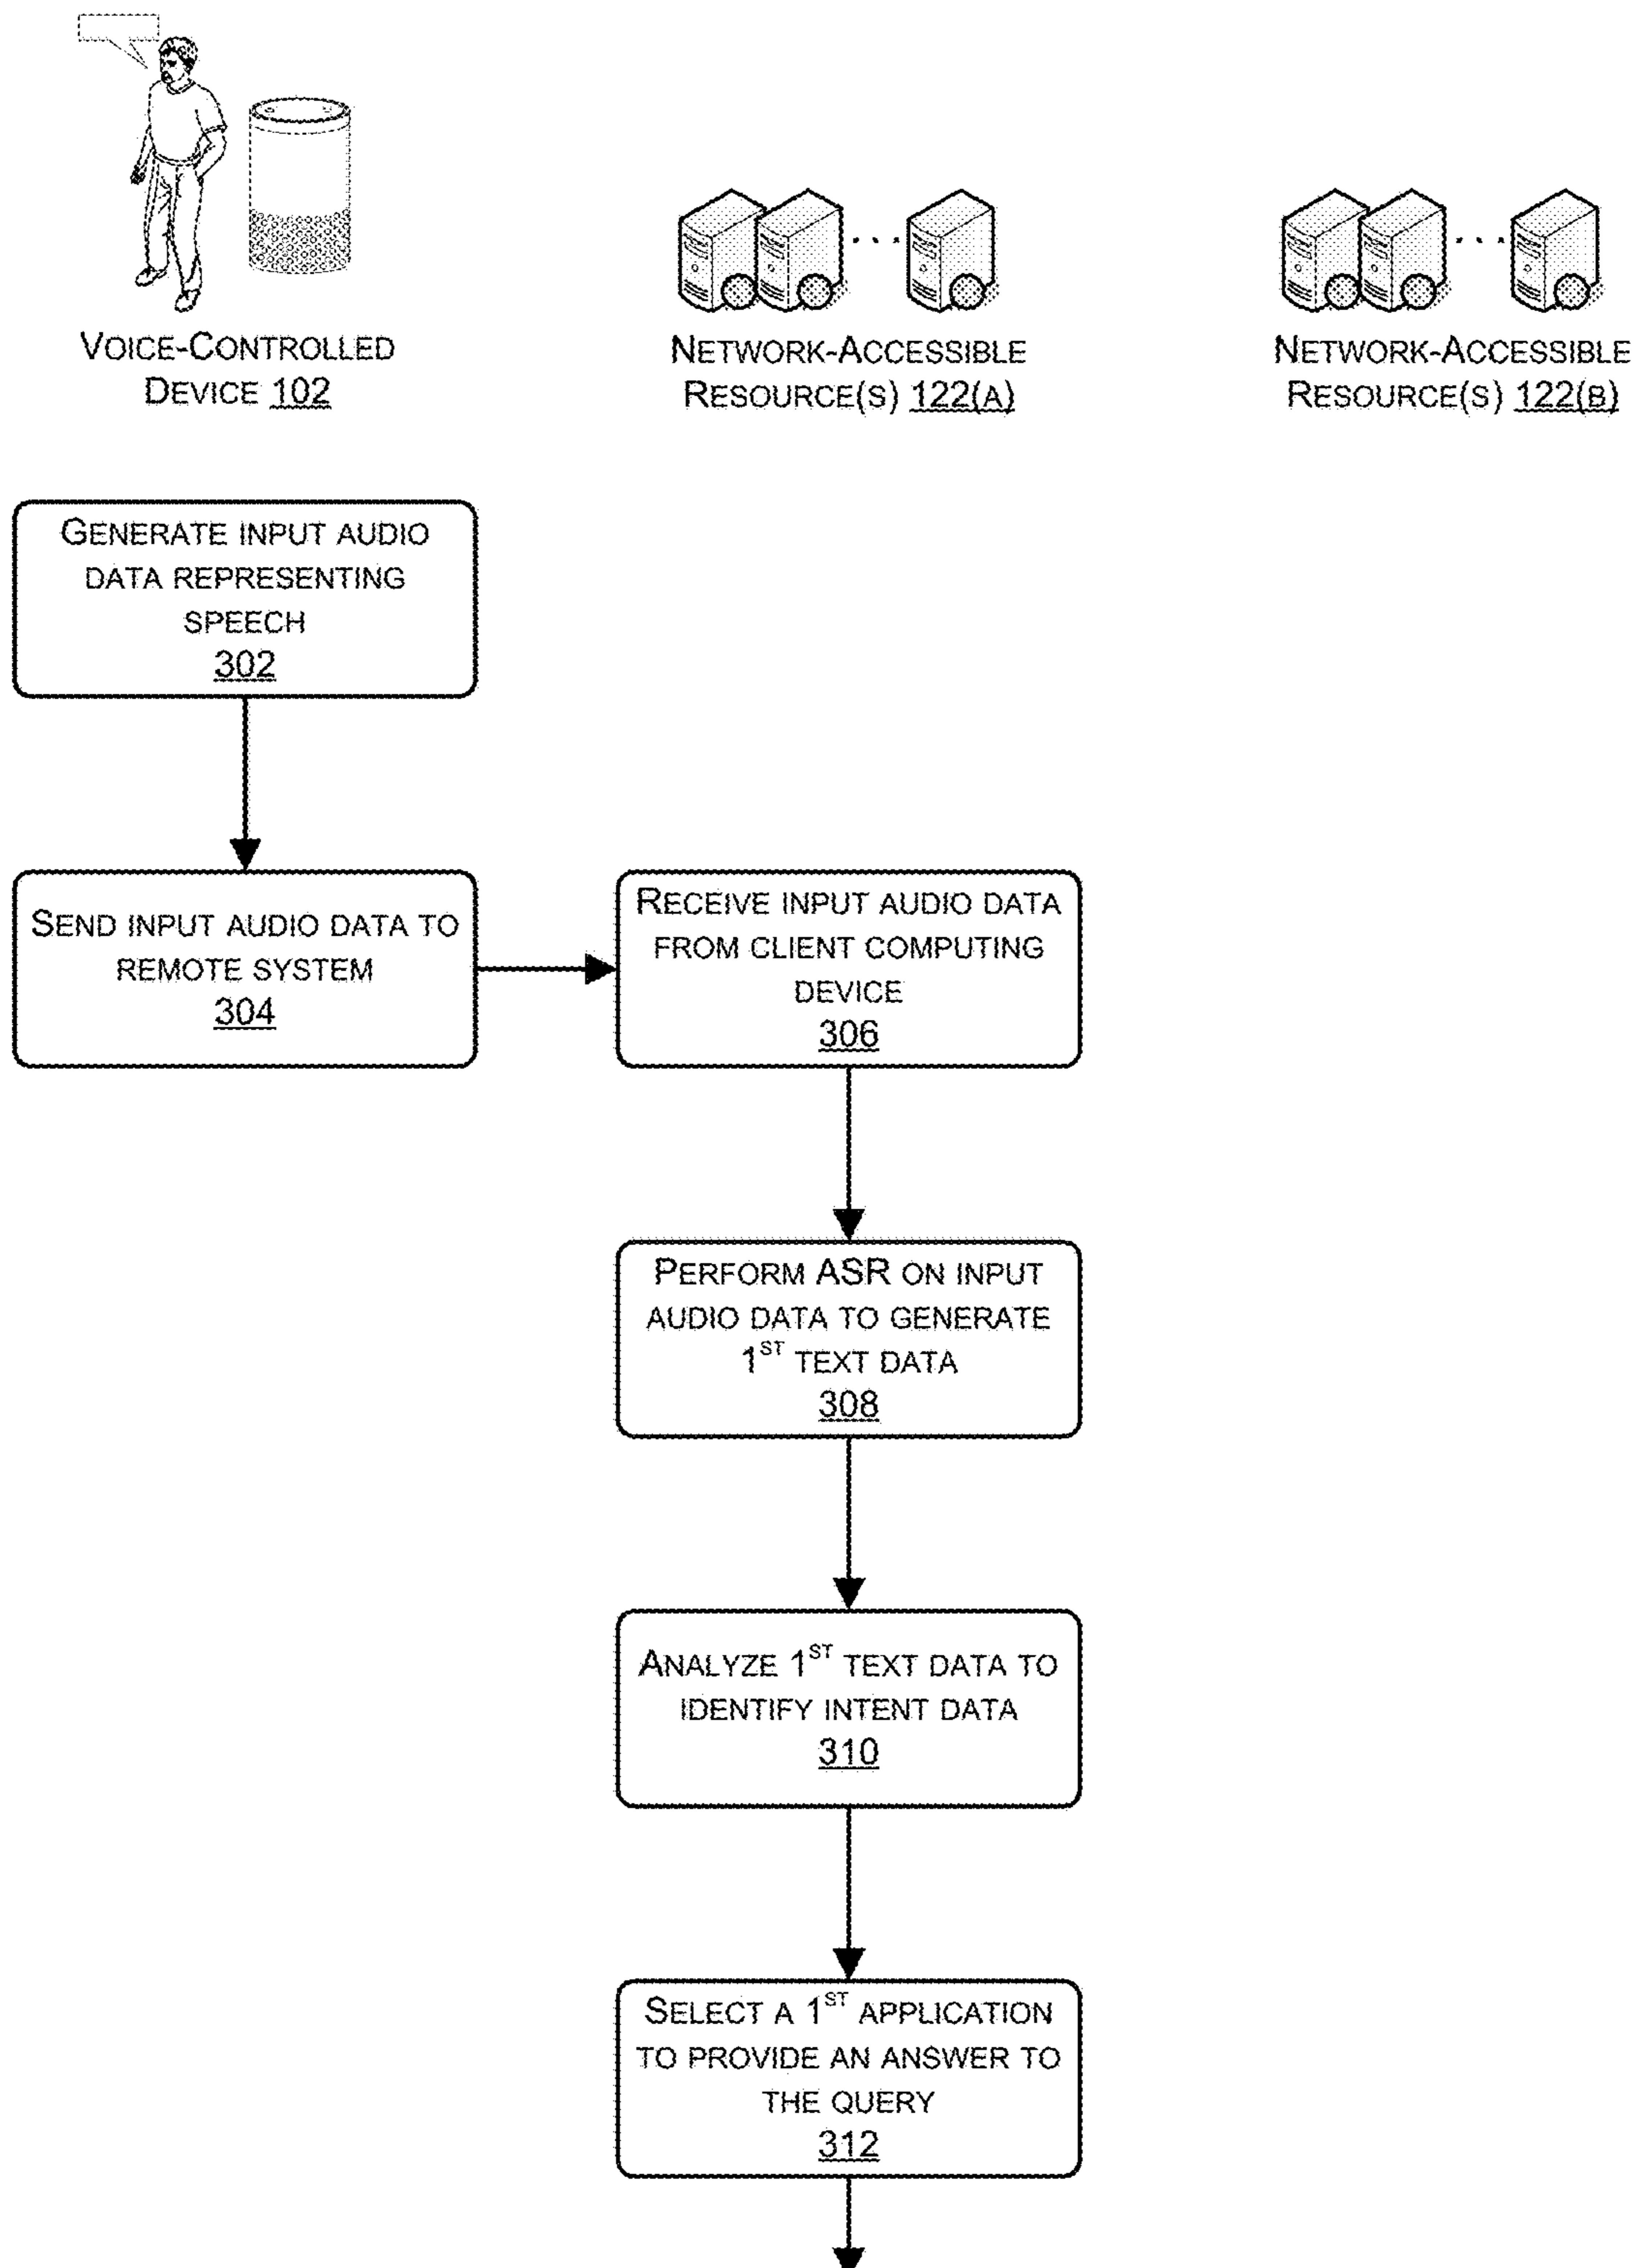 VOICE-CONTROLLED
DEVICE 102
NETWORK-ACCESSIBLE
RESOURCE(S) 122(A)
NETWORK-ACCESSIBLE
RESOURCE(S) 122(B)
GENERATE INPUT AUDIO
DATA REPRESENTING
SPEECH
302
SEND INPUT AUDIO DATA TO
REMOTE SYSTEM
304
RECEIVE INPUT AUDIO DATA
FROM CLIENT COMPUTING
DEVICE
306
PERFORM ASR ON INPUT
AUDIO DATA TO GENERATE
1ST TEXT DATA
308
ANALYZE 1ST TEXT DATA TO
IDENTIFY INTENT DATA
310
SELECT A 1ST APPLICATION
TO PROVIDE AN ANSWER TO
THE QUERY
312